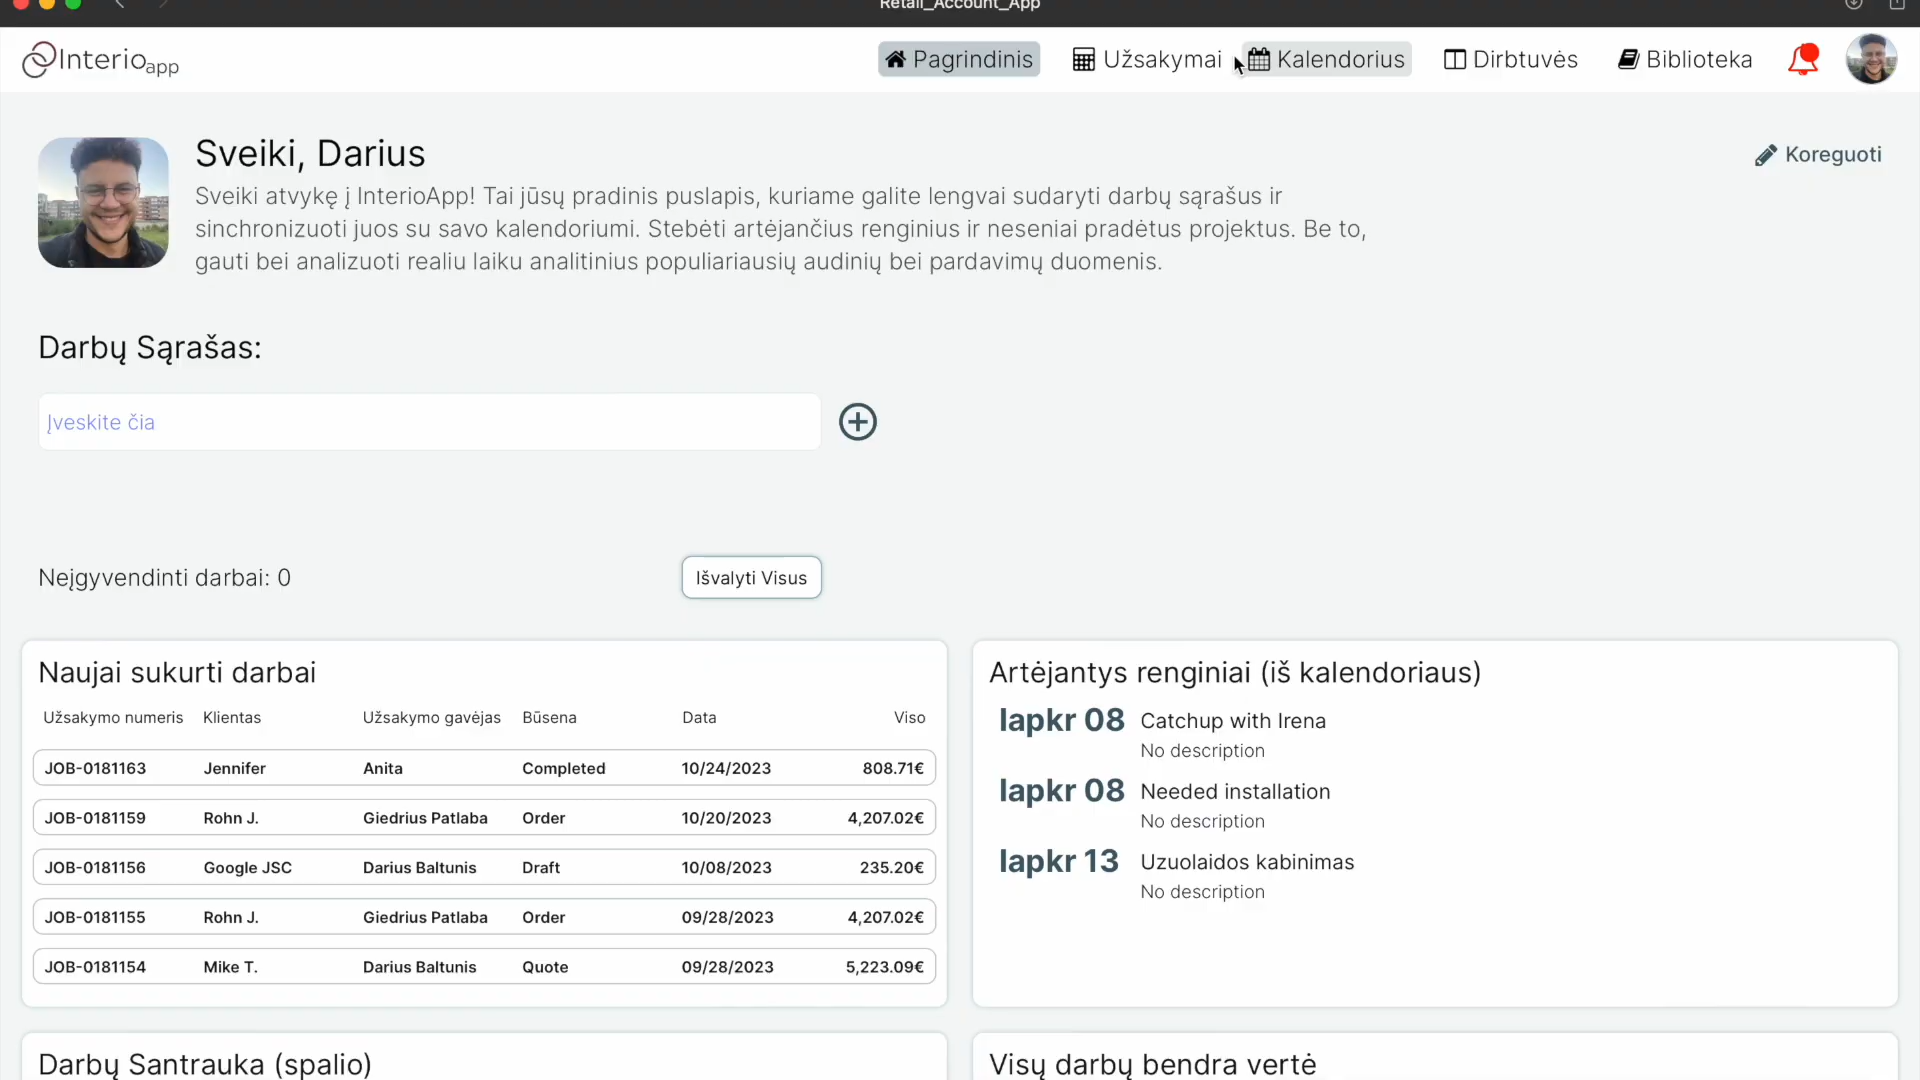 Retail_Account_App
Interioapp
Pagrindinis
Užsakymai
Kalendorius
Dirbtuvės
Biblioteka
Sveiki, Darius
Koreguoti
Sveiki atvykę į InterioApp! Tai jūsų pradinis puslapis, kuriame galite lengvai sudaryti darbų sąrašus ir
sinchronizuoti juos su savo kalendoriumi. Stebėti artėjančius renginius ir neseniai pradėtus projektus. Be to,
gauti bei analizuoti realiu laiku analitinius populiariausių audinių bei pardavimų duomenis.
Darbų Sąrašas:
Įveskite čia
Neįgyvendinti darbai: 0
Išvalyti Visus
Naujai sukurti darbai
Užsakymo numeris Klientas Užsakymo gavėjas Būsena Data Viso
JOB-0181163 Jennifer Anita Completed 10/24/2023 808.71€
JOB-0181159 Rohn J. Giedrius Patlaba Order 10/20/2023 4,207.02€
JOB-0181156 Google JSC Darius Baltunis Draft 10/08/2023 235.20€
JOB-0181155 Rohn J. Giedrius Patlaba Order 09/28/2023 4,207.02€
JOB-0181154 Mike T. Darius Baltunis Quote 09/28/2023 5,223.09€
Artėjantys renginiai (iš kalendoriaus)
lapkr 08 Catchup with Irena
No description
lapkr 08 Needed installation
No description
lapkr 13 Uzuolaidos kabinimas
No description
Darbų Santrauka (spalio)
Visų darbų bendra vertė